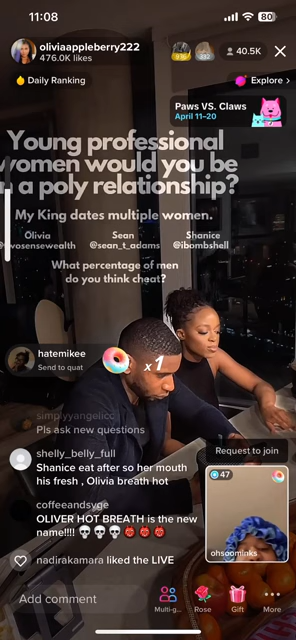 11:08
80
oliviaappleberry222
476.0K likes
40.5K
Daily Ranking
Explore >
Paws VS. Claws
April 11-20
Young professional
women would you be
a poly relationship?
My King dates multiple women.
Olivia Sean Shanice
@sean_t_adams @ibombshell
What percentage of men
do you think cheat?
hatemikee
Send to quat
x1
simplyyangelicc
Pls ask new questions
Request to join
shelly_belly_full
Shanice eat after so her mouth
his fresh , Olivia breath hot
47
coffeeandsvge
OLIVER HOT BREATH is the new
name!!!!
ohsoominks
nadirakamara liked the LIVE
Add comment
Multi-g...
Rose
Gift
More